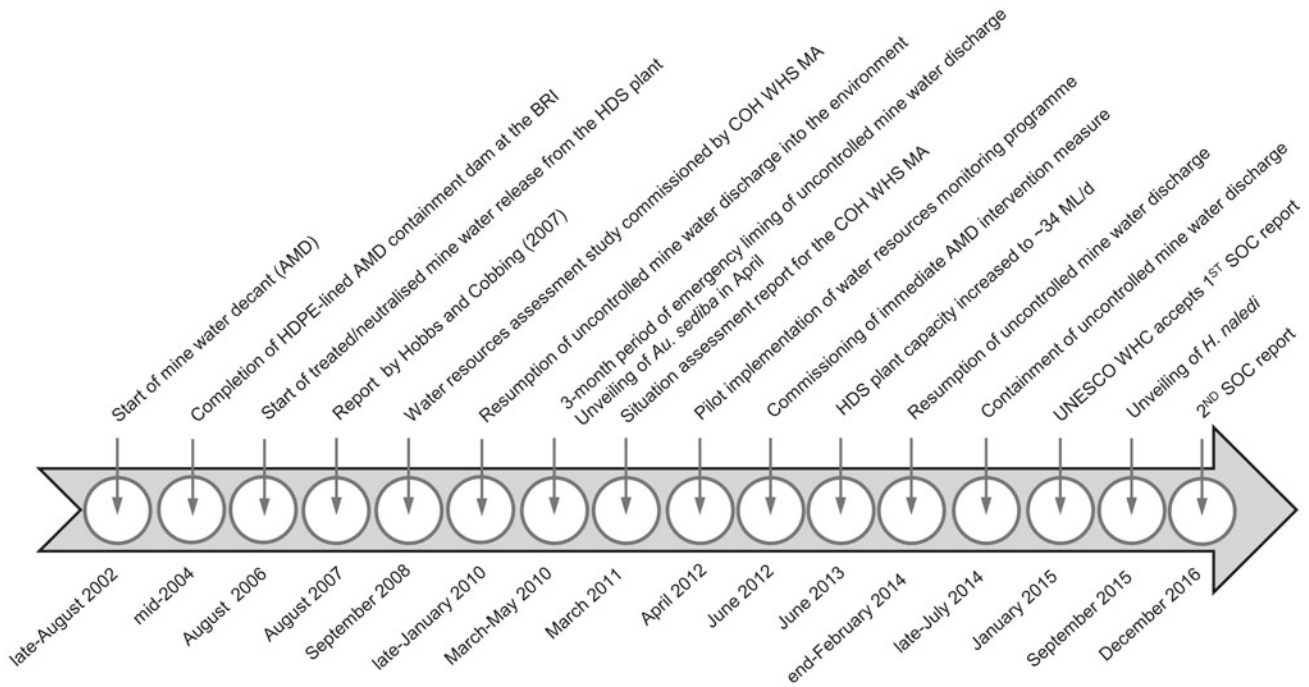 Start of mine water decant (AMD)
Completion of HDPE-lined AMD containment dam at the BRI
Start of treated/neutralised mine water release from the HDS plant
Report by Hobbs and Cobbing (2007)
Water resources assessment study commissioned by COH WHS MA
Resumption of uncontrolled mine water discharge into the environment
3-month period of emergency liming of uncontrolled mine water discharge
Unveiling of Au. sediba in April
Situation assessment report for the COH WHS MA
Pilot implementation of water resources monitoring programme
Commissioning of immediate AMD intervention measure
HDS plant capacity increased to ~34 ML/d
Resumption of uncontrolled mine water discharge
Containment of uncontrolled mine water discharge
UNESCO WHC accepts 1ST SOC report
Unveiling of H. naledi
2ND SOC report
late-August 2002
mid-2004
August 2006
August 2007
September 2008
late-January 2010
March-May 2010
March 2011
April 2012
June 2012
June 2013
end-February 2014
late-July 2014
January 2015
September 2015
December 2016